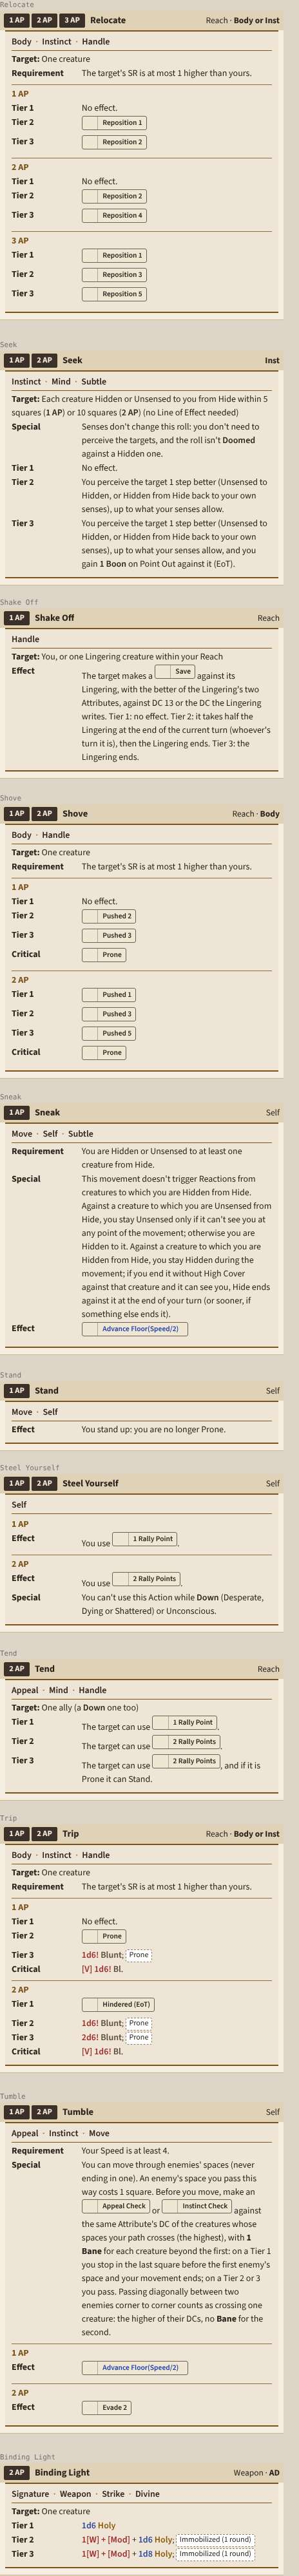 Relocate
1 AP 2 AP 3 AP Relocate Reach · Body or Inst
Body · Instinct · Handle
Target: One creature
Requirement The target's SR is at most 1 higher than yours.
1 AP
Tier 1 No effect.
Tier 2 Reposition 1
Tier 3 Reposition 2
2 AP
Tier 1 No effect.
Tier 2 Reposition 2
Tier 3 Reposition 4
3 AP
Tier 1 Reposition 1
Tier 2 Reposition 3
Tier 3 Reposition 5
Seek
1 AP 2 AP Seek Inst
Instinct · Mind · Subtle
Target: Each creature Hidden or Unsensed to you from Hide within 5
squares (1 AP) or 10 squares (2 AP) (no Line of Effect needed)
Special Senses don't change this roll: you don't need to
perceive the targets, and the roll isn't Doomed
against a Hidden one.
Tier 1 No effect.
Tier 2 You perceive the target 1 step better (Unsensed to
Hidden, or Hidden from Hide back to your own
senses), up to what your senses allow.
Tier 3 You perceive the target 1 step better (Unsensed to
Hidden, or Hidden from Hide back to your own
senses), up to what your senses allow, and you
gain 1 Boon on Point Out against it (EoT).
Shake Off
1 AP Shake Off Reach
Handle
Target: You, or one Lingering creature within your Reach
Effect The target makes a Save against its
Lingering, with the better of the Lingering's two
Attributes, against DC 13 or the DC the Lingering
writes. Tier 1: no effect. Tier 2: it takes half the
Lingering at the end of the current turn (whoever's
turn it is), then the Lingering ends. Tier 3: the
Lingering ends.
Shove
1 AP 2 AP Shove Reach · Body
Body · Handle
Target: One creature
Requirement The target's SR is at most 1 higher than yours.
1 AP
Tier 1 No effect.
Tier 2 Pushed 2
Tier 3 Pushed 3
Critical Prone
2 AP
Tier 1 Pushed 1
Tier 2 Pushed 3
Tier 3 Pushed 5
Critical Prone
Sneak
1 AP Sneak Self
Move · Self · Subtle
Requirement You are Hidden or Unsensed to at least one
creature from Hide.
Special This movement doesn't trigger Reactions from
creatures to which you are Hidden from Hide.
Against a creature to which you are Unsensed from
Hide, you stay Unsensed only if it can't see you at
any point of the movement; otherwise you are
Hidden to it. Against a creature to which you are
Hidden from Hide, you stay Hidden during the
movement; if you end it without High Cover
against that creature and it can see you, Hide ends
against it at the end of your turn (or sooner, if
something else ends it).
Effect Advance Floor(Speed/2)
Stand
1 AP Stand Self
Move · Self
Effect You stand up: you are no longer Prone.
Steel Yourself
1 AP 2 AP Steel Yourself Self
Self
1 AP
Effect You use 1 Rally Point.
2 AP
Effect You use 2 Rally Points.
Special You can't use this Action while Down (Desperate,
Dying or Shattered) or Unconscious.
Tend
2 AP Tend Reach
Appeal · Mind · Handle
Target: One ally (a Down one too)
Tier 1 The target can use 1 Rally Point.
Tier 2 The target can use 2 Rally Points.
Tier 3 The target can use 2 Rally Points, and if it is
Prone it can Stand.
Trip
1 AP 2 AP Trip Reach · Body or Inst
Body · Instinct · Handle
Target: One creature
Requirement The target's SR is at most 1 higher than yours.
1 AP
Tier 1 No effect.
Tier 2 Prone
Tier 3 1d6! Blunt; Prone
Critical [V] 1d6! Bl.
2 AP
Tier 1 Hindered (EoT)
Tier 2 1d6! Blunt; Prone
Tier 3 2d6! Blunt; Prone
Critical [V] 1d6! Bl.
Tumble
1 AP 2 AP Tumble Self
Appeal · Instinct · Move
Requirement Your Speed is at least 4.
Special You can move through enemies' spaces (never
ending in one). An enemy's space you pass this
way costs 1 square. Before you move, make an
Appeal Check or Instinct Check against
the same Attribute's DC of the creatures whose
spaces your path crosses (the highest), with 1
Bane for each creature beyond the first: on a Tier 1
you stop in the last square before the first enemy's
space and your movement ends; on a Tier 2 or 3
you pass. Passing diagonally between two
enemies corner to corner counts as crossing one
creature: the higher of their DCs, no Bane for the
second.
1 AP
Effect Advance Floor(Speed/2)
2 AP
Effect Evade 2
Binding Light
2 AP Binding Light Weapon · AD
Signature · Weapon · Strike · Divine
Target: One creature
Tier 1 1d6 Holy
Tier 2 1[W] + [Mod] + 1d6 Holy; Immobilized (1 round)
Tier 3 1[W] + [Mod] + 1d8 Holy; Immobilized (1 round)